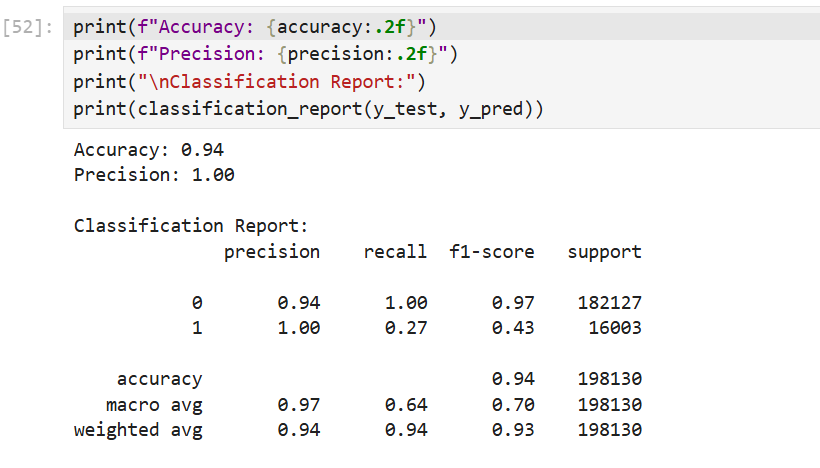 [52]: print(f"Accuracy: {accuracy:.2f}")
print(f"Precision: {precision:.2f}")
print("\nClassification Report:")
print(classification_report(y_test, y_pred))
Accuracy: 0.94
Precision: 1.00
Classification Report:
precision recall f1-score support
0 0.94 1.00 0.97 182127
1 1.00 0.27 0.43 16003
accuracy 0.94 198130
macro avg 0.97 0.64 0.70 198130
weighted avg 0.94 0.94 0.93 198130